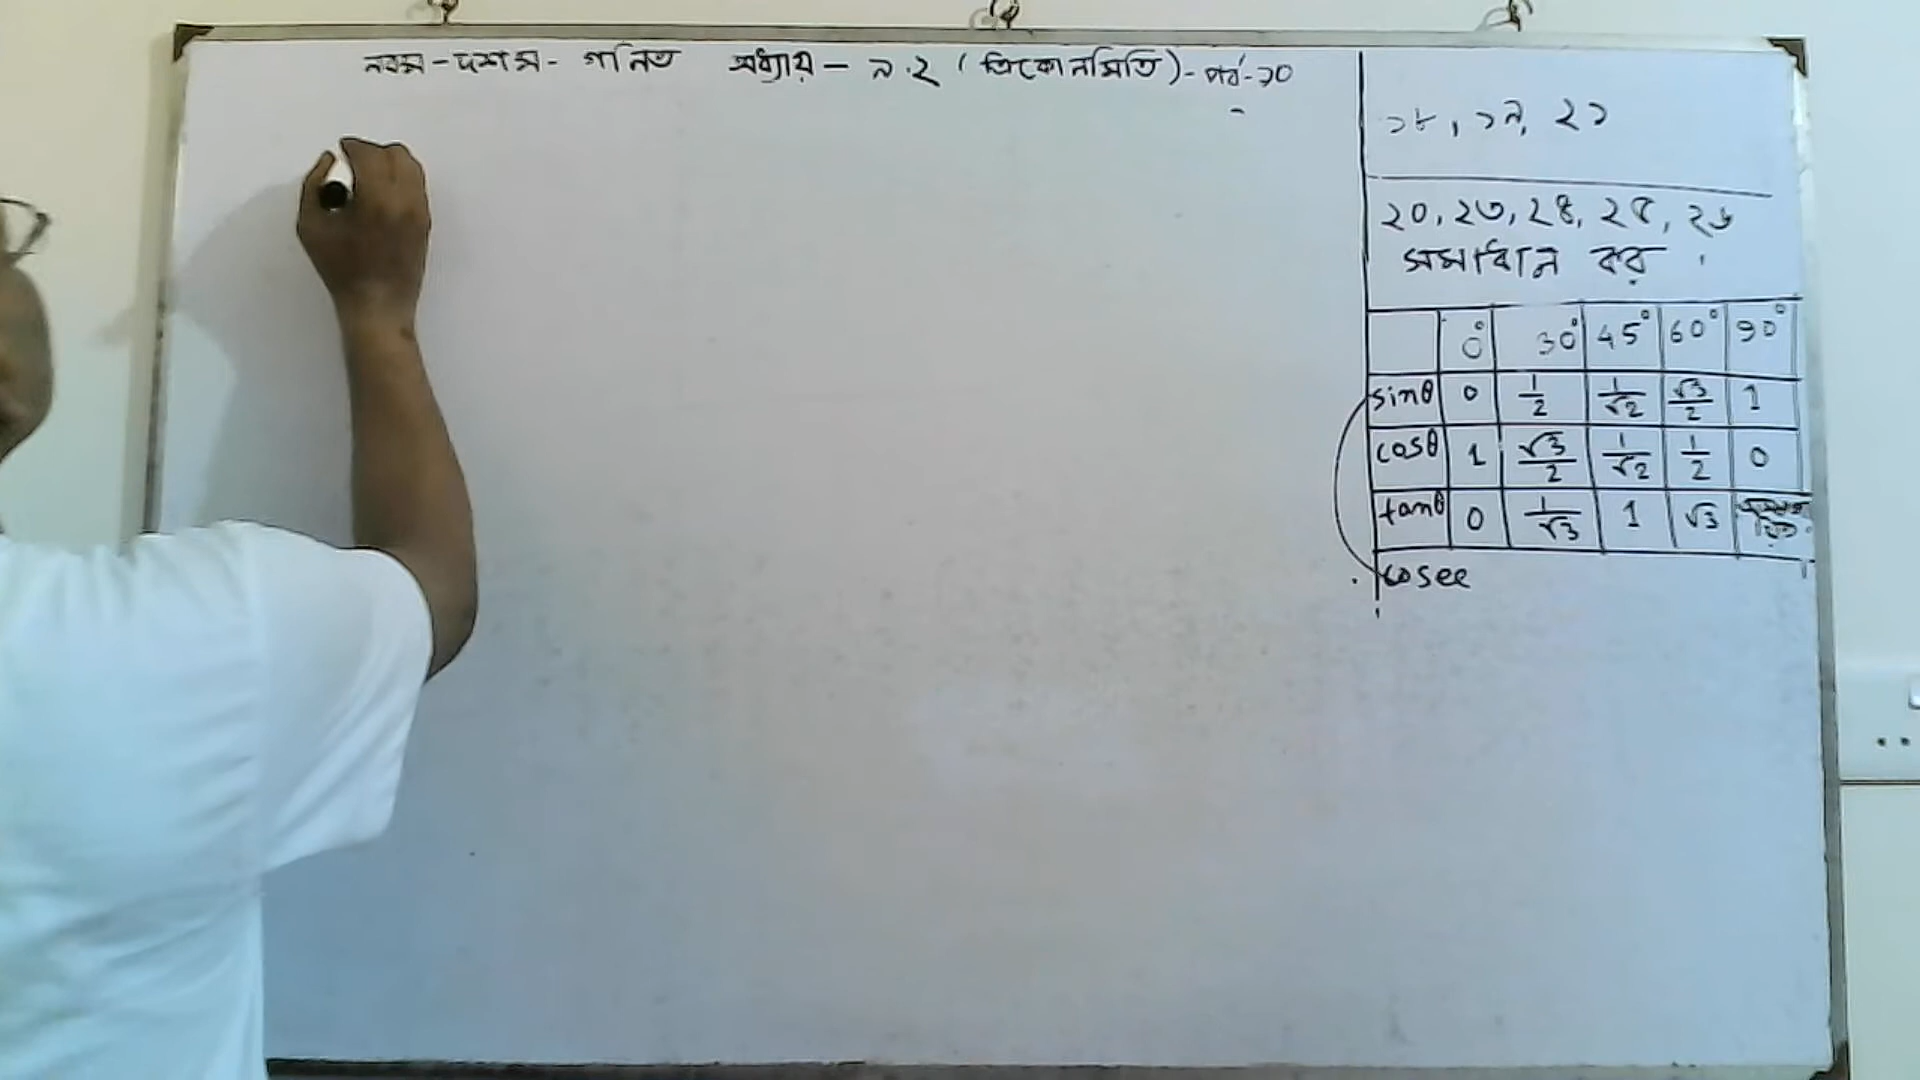 নবম - দশম - গনিত অধ্যায় - ৯.২ (ত্রিকোনমিতি) - পর্ব - ১০
১৮, ১৯, ২১
২০, ২৩, ২৪, ২৫, ২৬
সমাধান কর
0° 30° 45° 60° 90°
sinθ 0 1/2 1/√2 √3/2 1
cosθ 1 √3/2 1/√2 1/2 0
tanθ 0 1/√3 1 √3
cosec